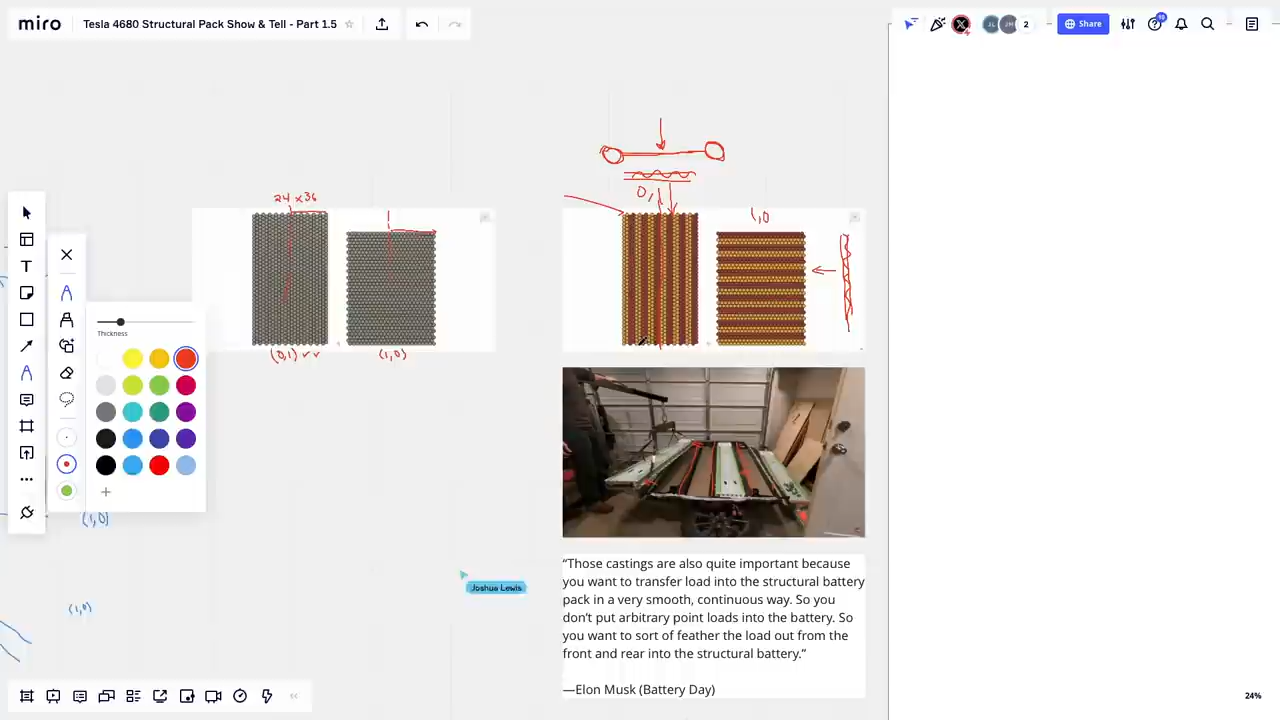 miro
Tesla 4680 Structural Pack Show & Tell - Part 1.5
2
Share
10
24 x 36
0,1
1,0
(0,1) ✓✓
(1,0)
T
Thickness
(1,0)
(1,0)
Joshua Lewis
“Those castings are also quite important because
you want to transfer load into the structural battery
pack in a very smooth, continuous way. So you
don’t put arbitrary point loads into the battery. So
you want to sort of feather the load out from the
front and rear into the structural battery.”
—Elon Musk (Battery Day)
24%